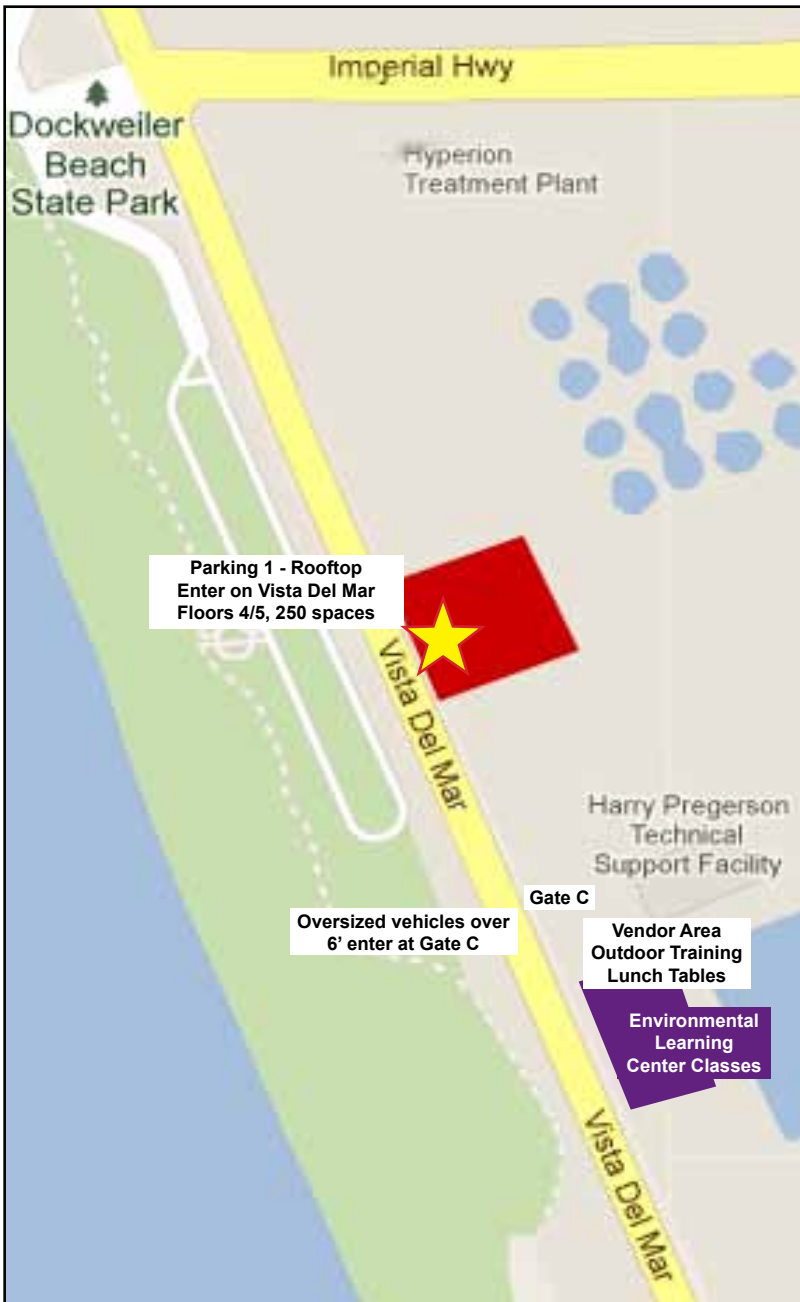 Imperial Hwy
Dockweiler
Beach
State Park
Hyperion
Treatment Plant
Parking 1 - Rooftop
Enter on Vista Del Mar
Floors 4/5, 250 spaces
Vista Del Mar
Harry Pregerson
Technical
Support Facility
Gate C
Oversized vehicles over
6’ enter at Gate C
Vendor Area
Outdoor Training
Lunch Tables
Environmental
Learning
Center Classes
Vista Del Mar